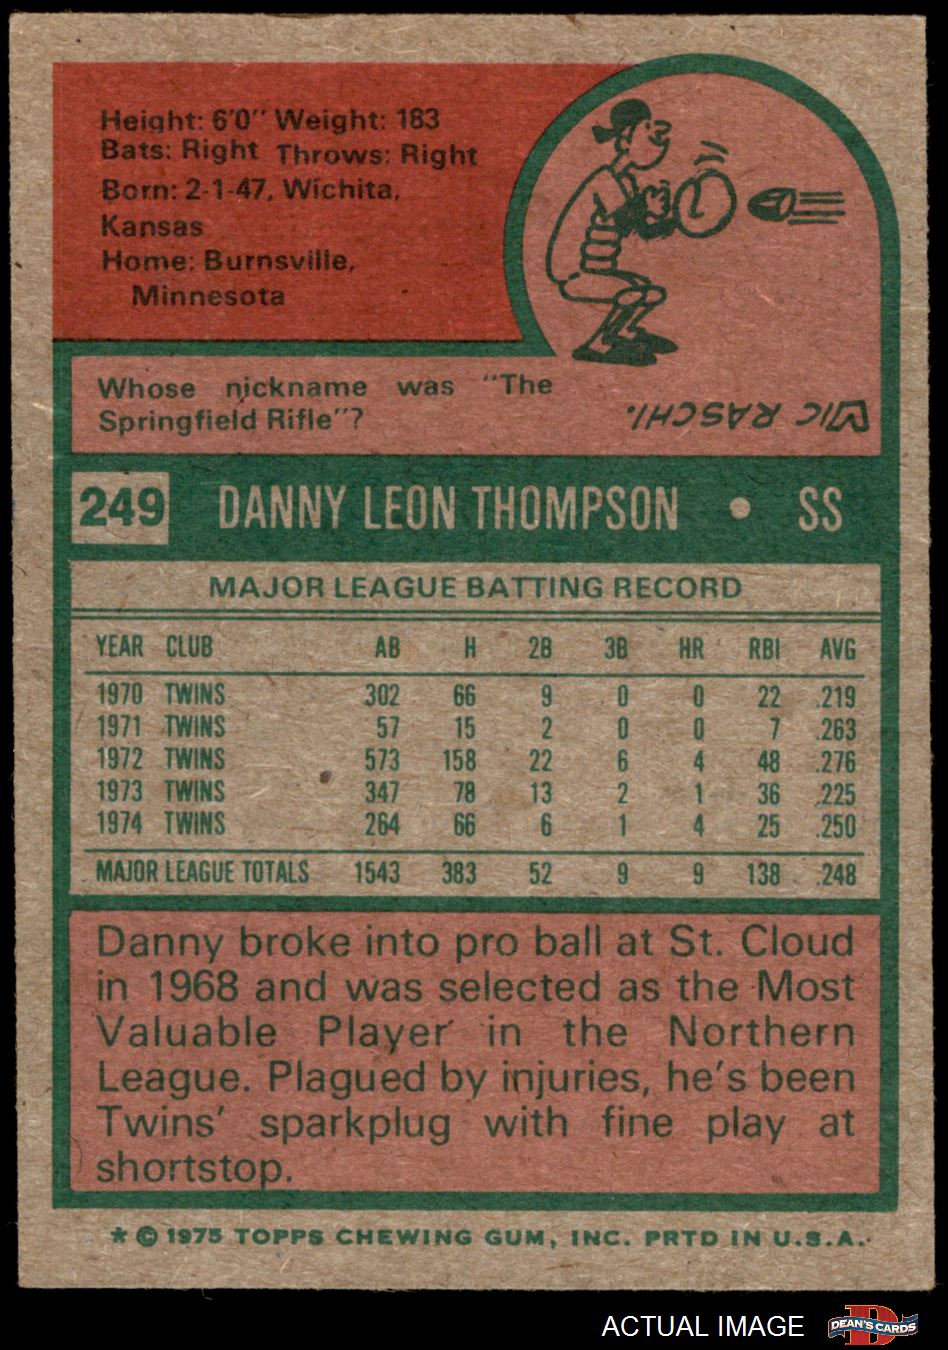 Height: 6'0" Weight: 183
Bats: Right Throws: Right
Born: 2-1-47, Wichita,
Kansas
Home: Burnsville,
Minnesota
Whose nickname was "The
Springfield Rifle"?
VIC RASCHI.
249 DANNY LEON THOMPSON • SS
MAJOR LEAGUE BATTING RECORD
YEAR CLUB AB H 2B 3B HR RBI AVG
1970 TWINS 302 66 9 0 0 22 .219
1971 TWINS 57 15 2 0 0 7 .263
1972 TWINS 573 158 22 6 4 48 .276
1973 TWINS 347 78 13 2 1 36 .225
1974 TWINS 264 66 6 1 4 25 .250
MAJOR LEAGUE TOTALS 1543 383 52 9 9 138 .248
Danny broke into pro ball at St. Cloud
in 1968 and was selected as the Most
Valuable Player in the Northern
League. Plagued by injuries, he's been
Twins' sparkplug with fine play at
shortstop.
* © 1975 TOPPS CHEWING GUM, INC. PRTD IN U.S.A.
ACTUAL IMAGE
DEAN'S CARDS